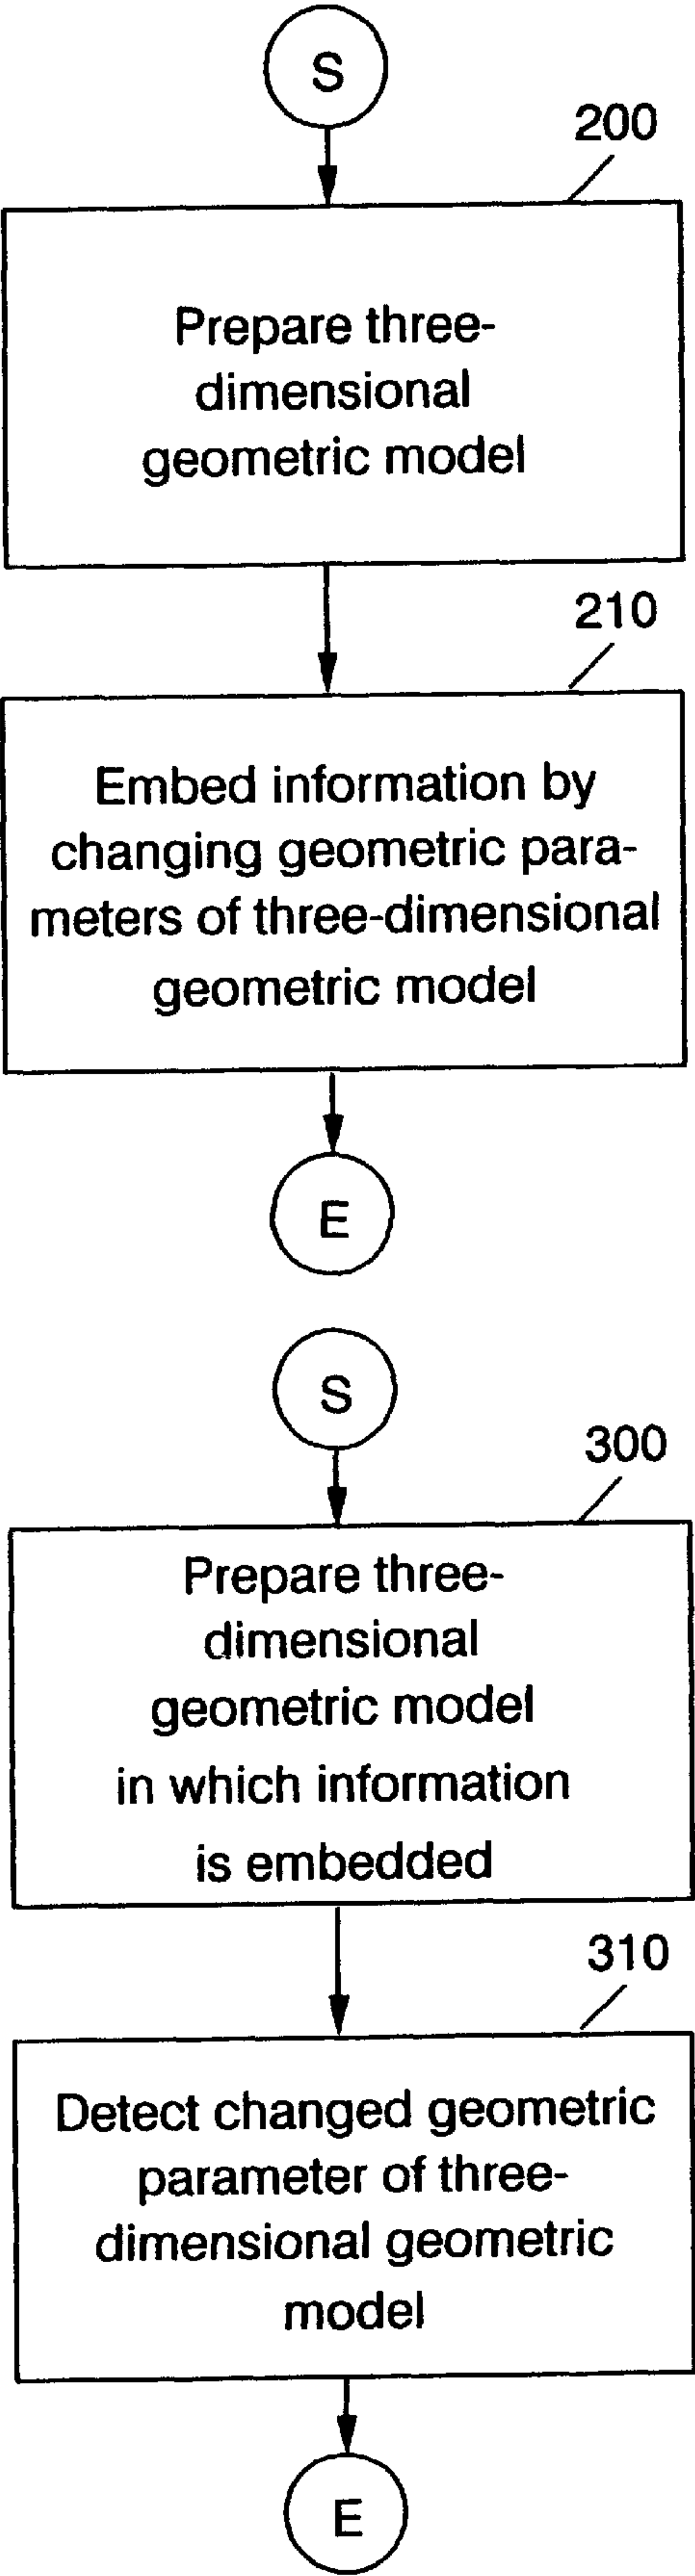 S
200
Prepare three-
dimensional
geometric model
210
Embed information by
changing geometric para-
meters of three-dimensional
geometric model
E
S
300
Prepare three-
dimensional
geometric model
in which information
is embedded
310
Detect changed geometric
parameter of three-
dimensional geometric
model
E